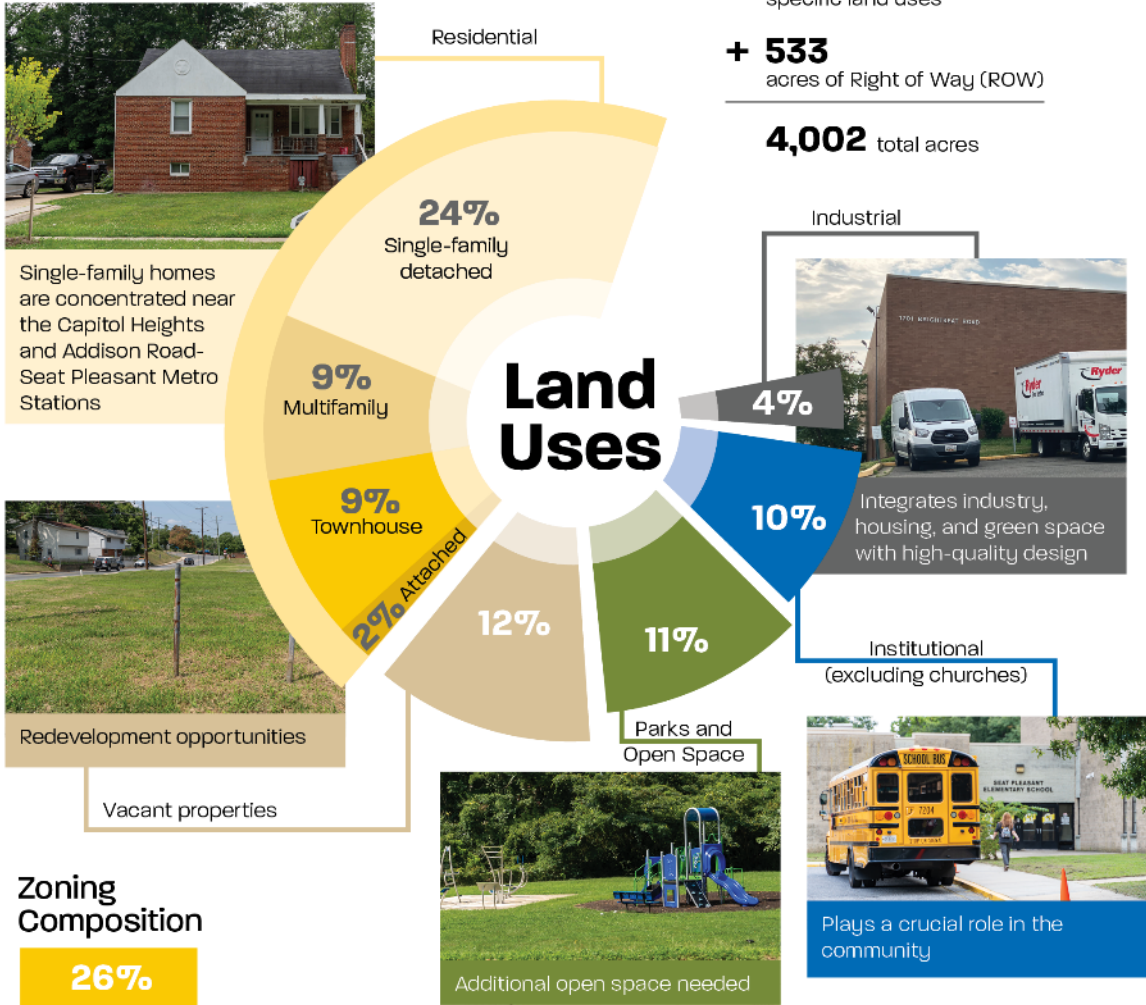 specific land uses
+ 533
acres of Right of Way (ROW)
4,002 total acres
Residential
24%
Single-family
detached
9%
Multifamily
9%
Townhouse
2% Attached
Single-family homes
are concentrated near
the Capitol Heights
and Addison Road-
Seat Pleasant Metro
Stations
Land
Uses
Industrial
4%
Ryder
Ryder
Integrates industry,
housing, and green space
with high-quality design
10%
Institutional
(excluding churches)
SCHOOL BUS
SEAT PLEASANT
ELEMENTARY SCHOOL
Plays a crucial role in the
community
11%
Parks and
Open Space
Additional open space needed
12%
Redevelopment opportunities
Vacant properties
Zoning
Composition
26%